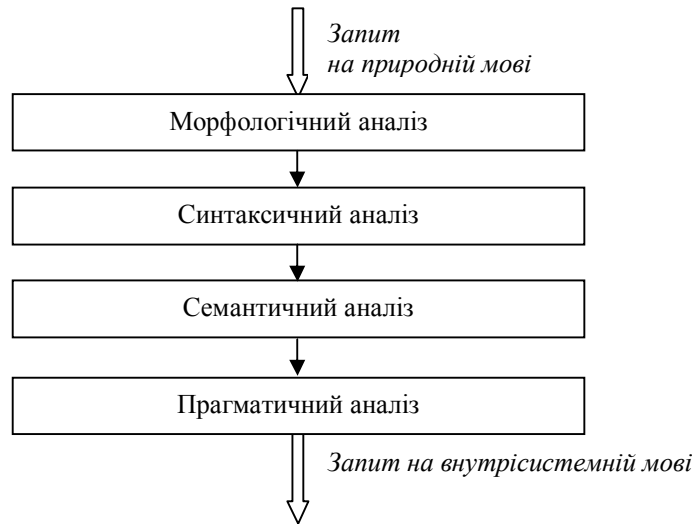 Запит
на природній мові
Морфологічний аналіз
Синтаксичний аналіз
Семантичний аналіз
Прагматичний аналіз
Запит на внутрісистемній мові